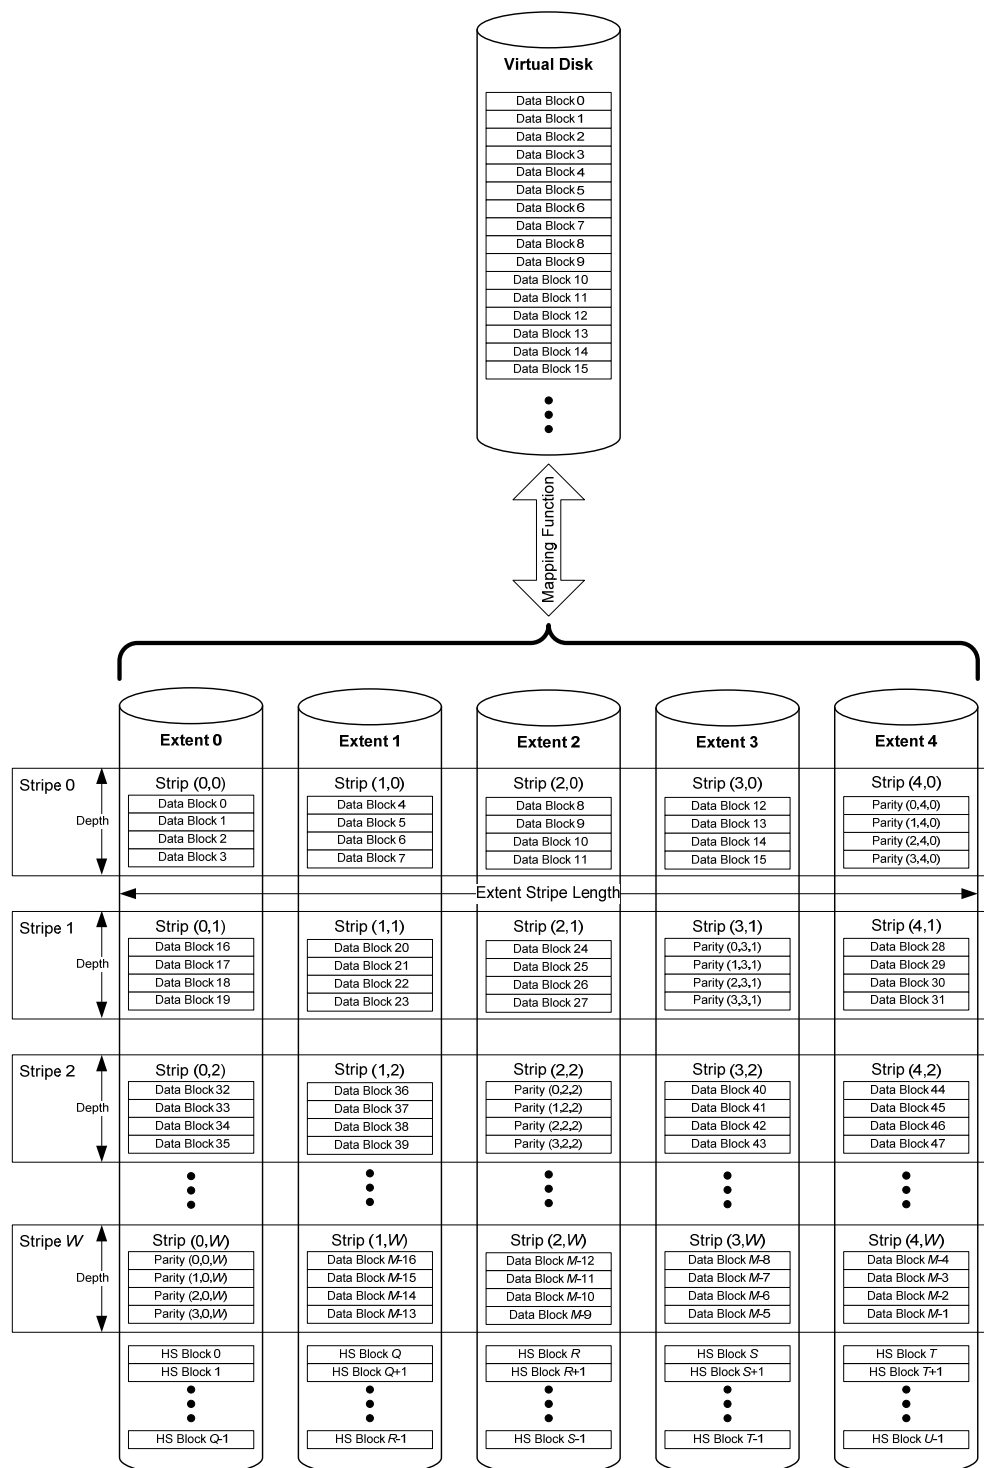 Virtual Disk
Data Block 0
Data Block 1
Data Block 2
Data Block 3
Data Block 4
Data Block 5
Data Block 6
Data Block 7
Data Block 8
Data Block 9
Data Block 10
Data Block 11
Data Block 12
Data Block 13
Data Block 14
Data Block 15
Mapping Function
Extent 0
Extent 1
Extent 2
Extent 3
Extent 4
Stripe 0
Depth
Strip (0,0)
Data Block 0
Data Block 1
Data Block 2
Data Block 3
Strip (1,0)
Data Block 4
Data Block 5
Data Block 6
Data Block 7
Strip (2,0)
Data Block 8
Data Block 9
Data Block 10
Data Block 11
Strip (3,0)
Data Block 12
Data Block 13
Data Block 14
Data Block 15
Strip (4,0)
Parity (0,4,0)
Parity (1,4,0)
Parity (2,4,0)
Parity (3,4,0)
Extent Stripe Length
Stripe 1
Depth
Strip (0,1)
Data Block 16
Data Block 17
Data Block 18
Data Block 19
Strip (1,1)
Data Block 20
Data Block 21
Data Block 22
Data Block 23
Strip (2,1)
Data Block 24
Data Block 25
Data Block 26
Data Block 27
Strip (3,1)
Parity (0,3,1)
Parity (1,3,1)
Parity (2,3,1)
Parity (3,3,1)
Strip (4,1)
Data Block 28
Data Block 29
Data Block 30
Data Block 31
Stripe 2
Depth
Strip (0,2)
Data Block 32
Data Block 33
Data Block 34
Data Block 35
Strip (1,2)
Data Block 36
Data Block 37
Data Block 38
Data Block 39
Strip (2,2)
Parity (0,2,2)
Parity (1,2,2)
Parity (2,2,2)
Parity (3,2,2)
Strip (3,2)
Data Block 40
Data Block 41
Data Block 42
Data Block 43
Strip (4,2)
Data Block 44
Data Block 45
Data Block 46
Data Block 47
Stripe W
Depth
Strip (0,W)
Parity (0,0,W)
Parity (1,0,W)
Parity (2,0,W)
Parity (3,0,W)
Strip (1,W)
Data Block M-16
Data Block M-15
Data Block M-14
Data Block M-13
Strip (2,W)
Data Block M-12
Data Block M-11
Data Block M-10
Data Block M-9
Strip (3,W)
Data Block M-8
Data Block M-7
Data Block M-6
Data Block M-5
Strip (4,W)
Data Block M-4
Data Block M-3
Data Block M-2
Data Block M-1
HS Block 0
HS Block 1
HS Block Q-1
HS Block Q
HS Block Q+1
HS Block R-1
HS Block R
HS Block R+1
HS Block S-1
HS Block S
HS Block S+1
HS Block T-1
HS Block T
HS Block T+1
HS Block U-1